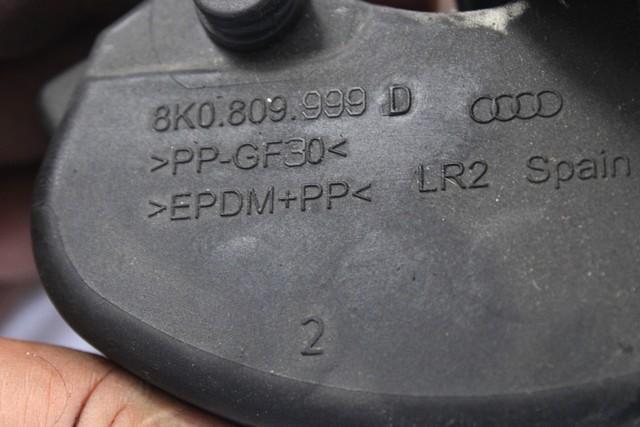 8K0.809.999 D
>PP-GF30<
>EPDM+PP< LR2 Spain
2